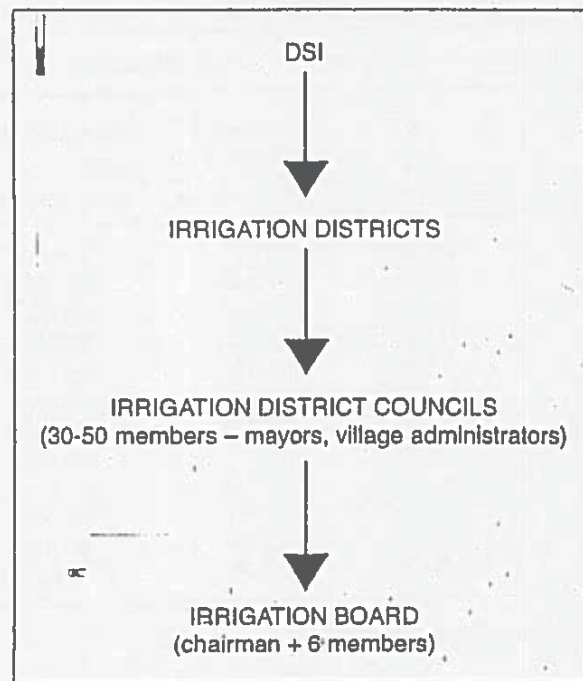 DSI
IRRIGATION DISTRICTS
IRRIGATION DISTRICT COUNCILS
(30-50 members – mayors, village administrators)
IRRIGATION BOARD
(chairman + 6 members)